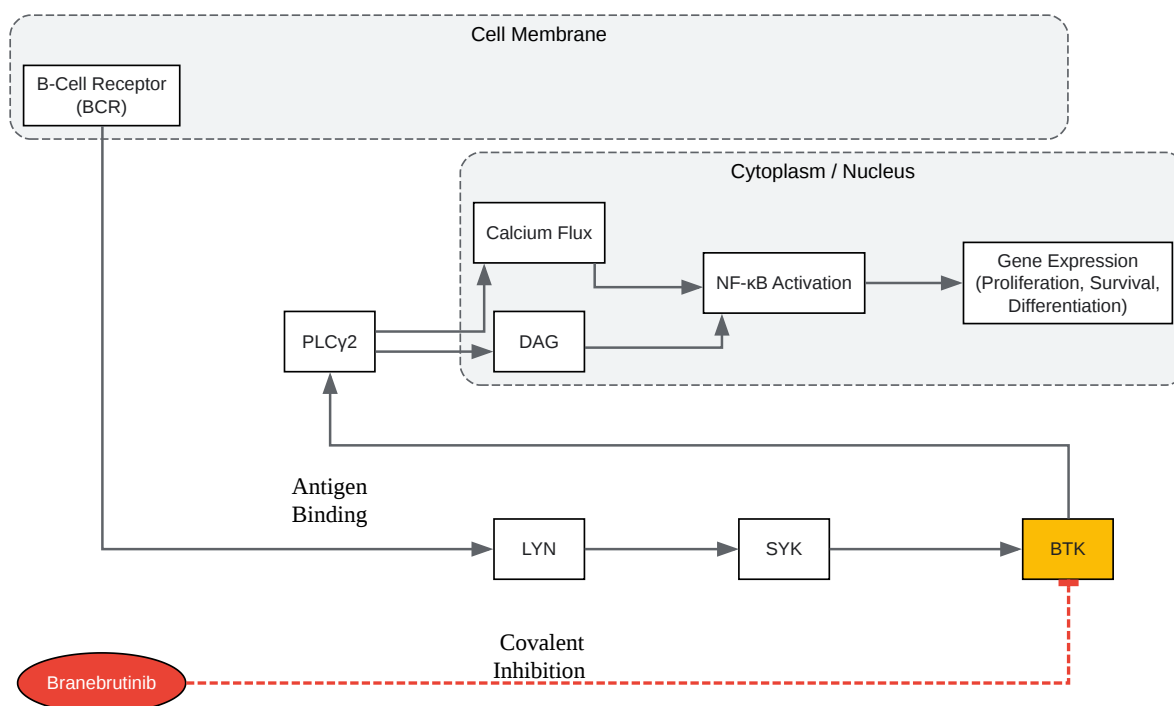 Cell Membrane
B-Cell Receptor
(BCR)
Cytoplasm / Nucleus
Calcium Flux
NF-κB Activation
Gene Expression
(Proliferation, Survival,
Differentiation)
PLCγ2
DAG
Antigen
Binding
LYN
SYK
BTK
Covalent
Inhibition
Branebrutinib